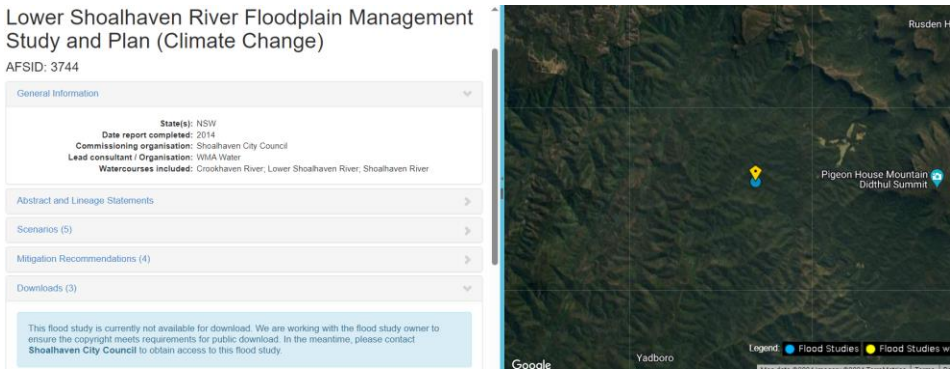 Lower Shoalhaven River Floodplain Management
Study and Plan (Climate Change)
AFSID: 3744
General Information
State(s): NSW
Date report completed: 2014
Commissioning organisation: Shoalhaven City Council
Lead consultant / Organisation: WMA Water
Watercourses included: Crookhaven River; Lower Shoalhaven River; Shoalhaven River
Abstract and Lineage Statements
Scenarios (5)
Mitigation Recommendations (4)
Downloads (3)
This flood study is currently not available for download. We are working with the flood study owner to
ensure the copyright meets requirements for public download. In the meantime, please contact
Shoalhaven City Council to obtain access to this flood study.
Rusden H
Pigeon House Mountain
Didthul Summit
Yadboro
Legend: Flood Studies Flood Studies w
Google